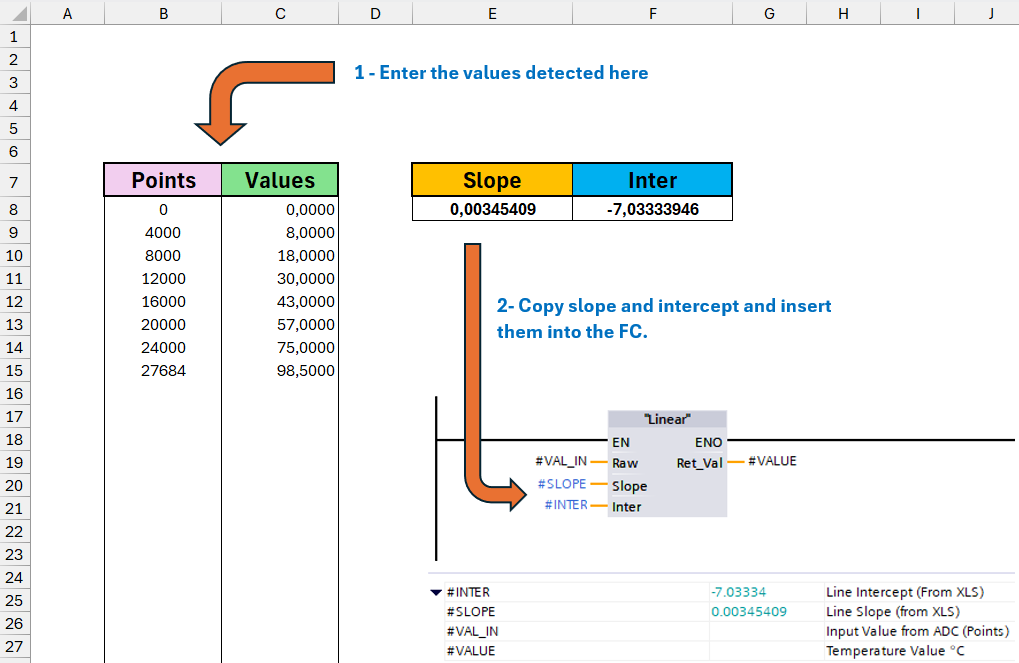 A B C D E F G H I J
1
2
1 - Enter the values detected here
3
4
5
6
7 Points Values Slope Inter
8 0 0,0000 0,00345409 -7,03333946
9 4000 8,0000
10 8000 18,0000
11 12000 30,0000
12 16000 43,0000 2- Copy slope and intercept and insert
13 20000 57,0000 them into the FC.
14 24000 75,0000
15 27684 98,5000
16
17 "Linear"
18 EN ENO
19 #VAL_IN Raw Ret_Val #VALUE
20 #SLOPE Slope
21 #INTER Inter
22
23
24
25 #INTER -7.03334 Line Intercept (From XLS)
#SLOPE 0.00345409 Line Slope (from XLS)
26 #VAL_IN Input Value from ADC (Points)
27 #VALUE Temperature Value °C